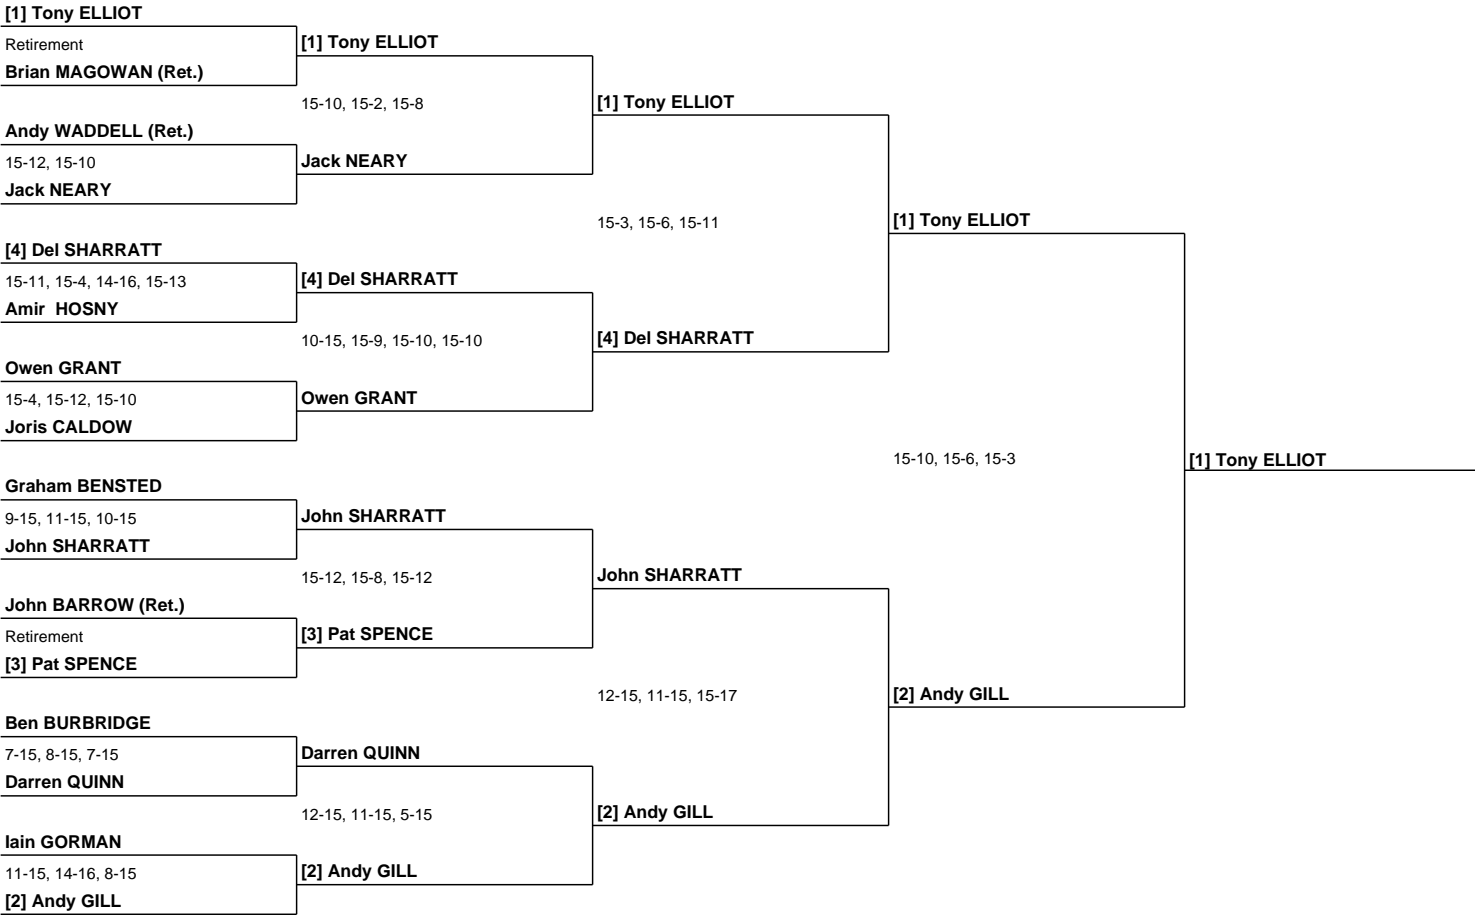 [1] Tony ELLIOT
Retirement
Brian MAGOWAN (Ret.)
Andy WADDELL (Ret.)
15-12, 15-10
Jack NEARY
[4] Del SHARRATT
15-11, 15-4, 14-16, 15-13
Amir  HOSNY
Owen GRANT
15-4, 15-12, 15-10
Joris CALDOW
Graham BENSTED
9-15, 11-15, 10-15
John SHARRATT
John BARROW (Ret.)
Retirement
[3] Pat SPENCE
Ben BURBRIDGE
7-15, 8-15, 7-15
Darren QUINN
Iain GORMAN
11-15, 14-16, 8-15
[2] Andy GILL
[1] Tony ELLIOT
15-10, 15-2, 15-8
Jack NEARY
[4] Del SHARRATT
10-15, 15-9, 15-10, 15-10
Owen GRANT
John SHARRATT
15-12, 15-8, 15-12
[3] Pat SPENCE
Darren QUINN
12-15, 11-15, 5-15
[2] Andy GILL
[1] Tony ELLIOT
15-3, 15-6, 15-11
[4] Del SHARRATT
John SHARRATT
12-15, 11-15, 15-17
[2] Andy GILL
[1] Tony ELLIOT
15-10, 15-6, 15-3
[2] Andy GILL
[1] Tony ELLIOT